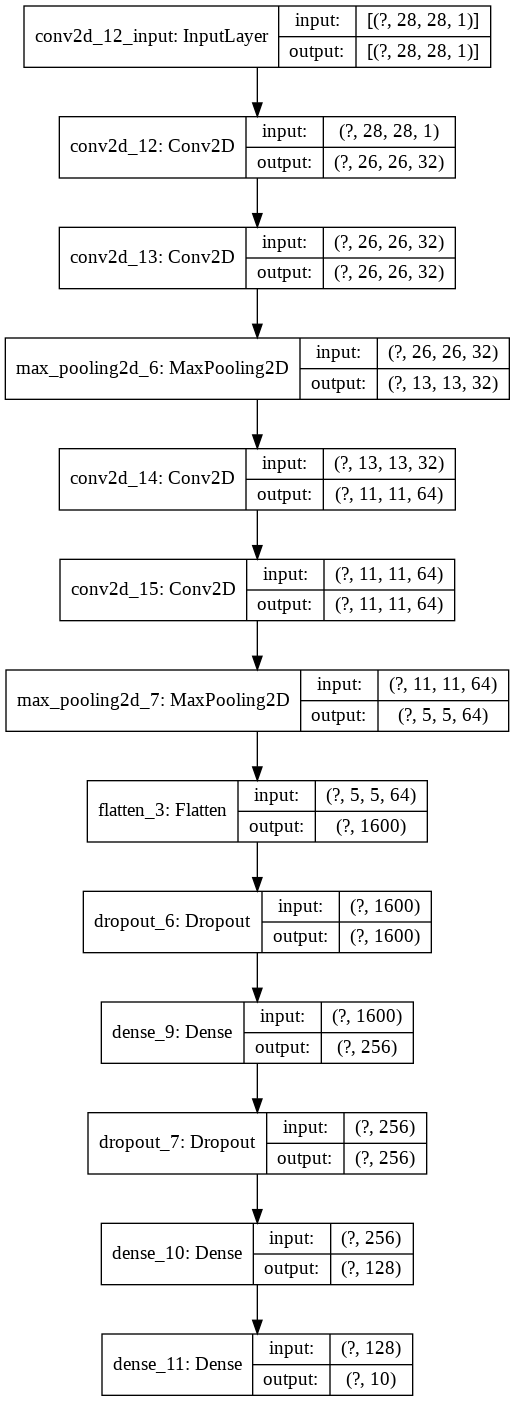 conv2d_12_input: InputLayer
input: [(?, 28, 28, 1)]
output: [(?, 28, 28, 1)]
conv2d_12: Conv2D
input: (?, 28, 28, 1)
output: (?, 26, 26, 32)
conv2d_13: Conv2D
input: (?, 26, 26, 32)
output: (?, 26, 26, 32)
max_pooling2d_6: MaxPooling2D
input: (?, 26, 26, 32)
output: (?, 13, 13, 32)
conv2d_14: Conv2D
input: (?, 13, 13, 32)
output: (?, 11, 11, 64)
conv2d_15: Conv2D
input: (?, 11, 11, 64)
output: (?, 11, 11, 64)
max_pooling2d_7: MaxPooling2D
input: (?, 11, 11, 64)
output: (?, 5, 5, 64)
flatten_3: Flatten
input: (?, 5, 5, 64)
output: (?, 1600)
dropout_6: Dropout
input: (?, 1600)
output: (?, 1600)
dense_9: Dense
input: (?, 1600)
output: (?, 256)
dropout_7: Dropout
input: (?, 256)
output: (?, 256)
dense_10: Dense
input: (?, 256)
output: (?, 128)
dense_11: Dense
input: (?, 128)
output: (?, 10)